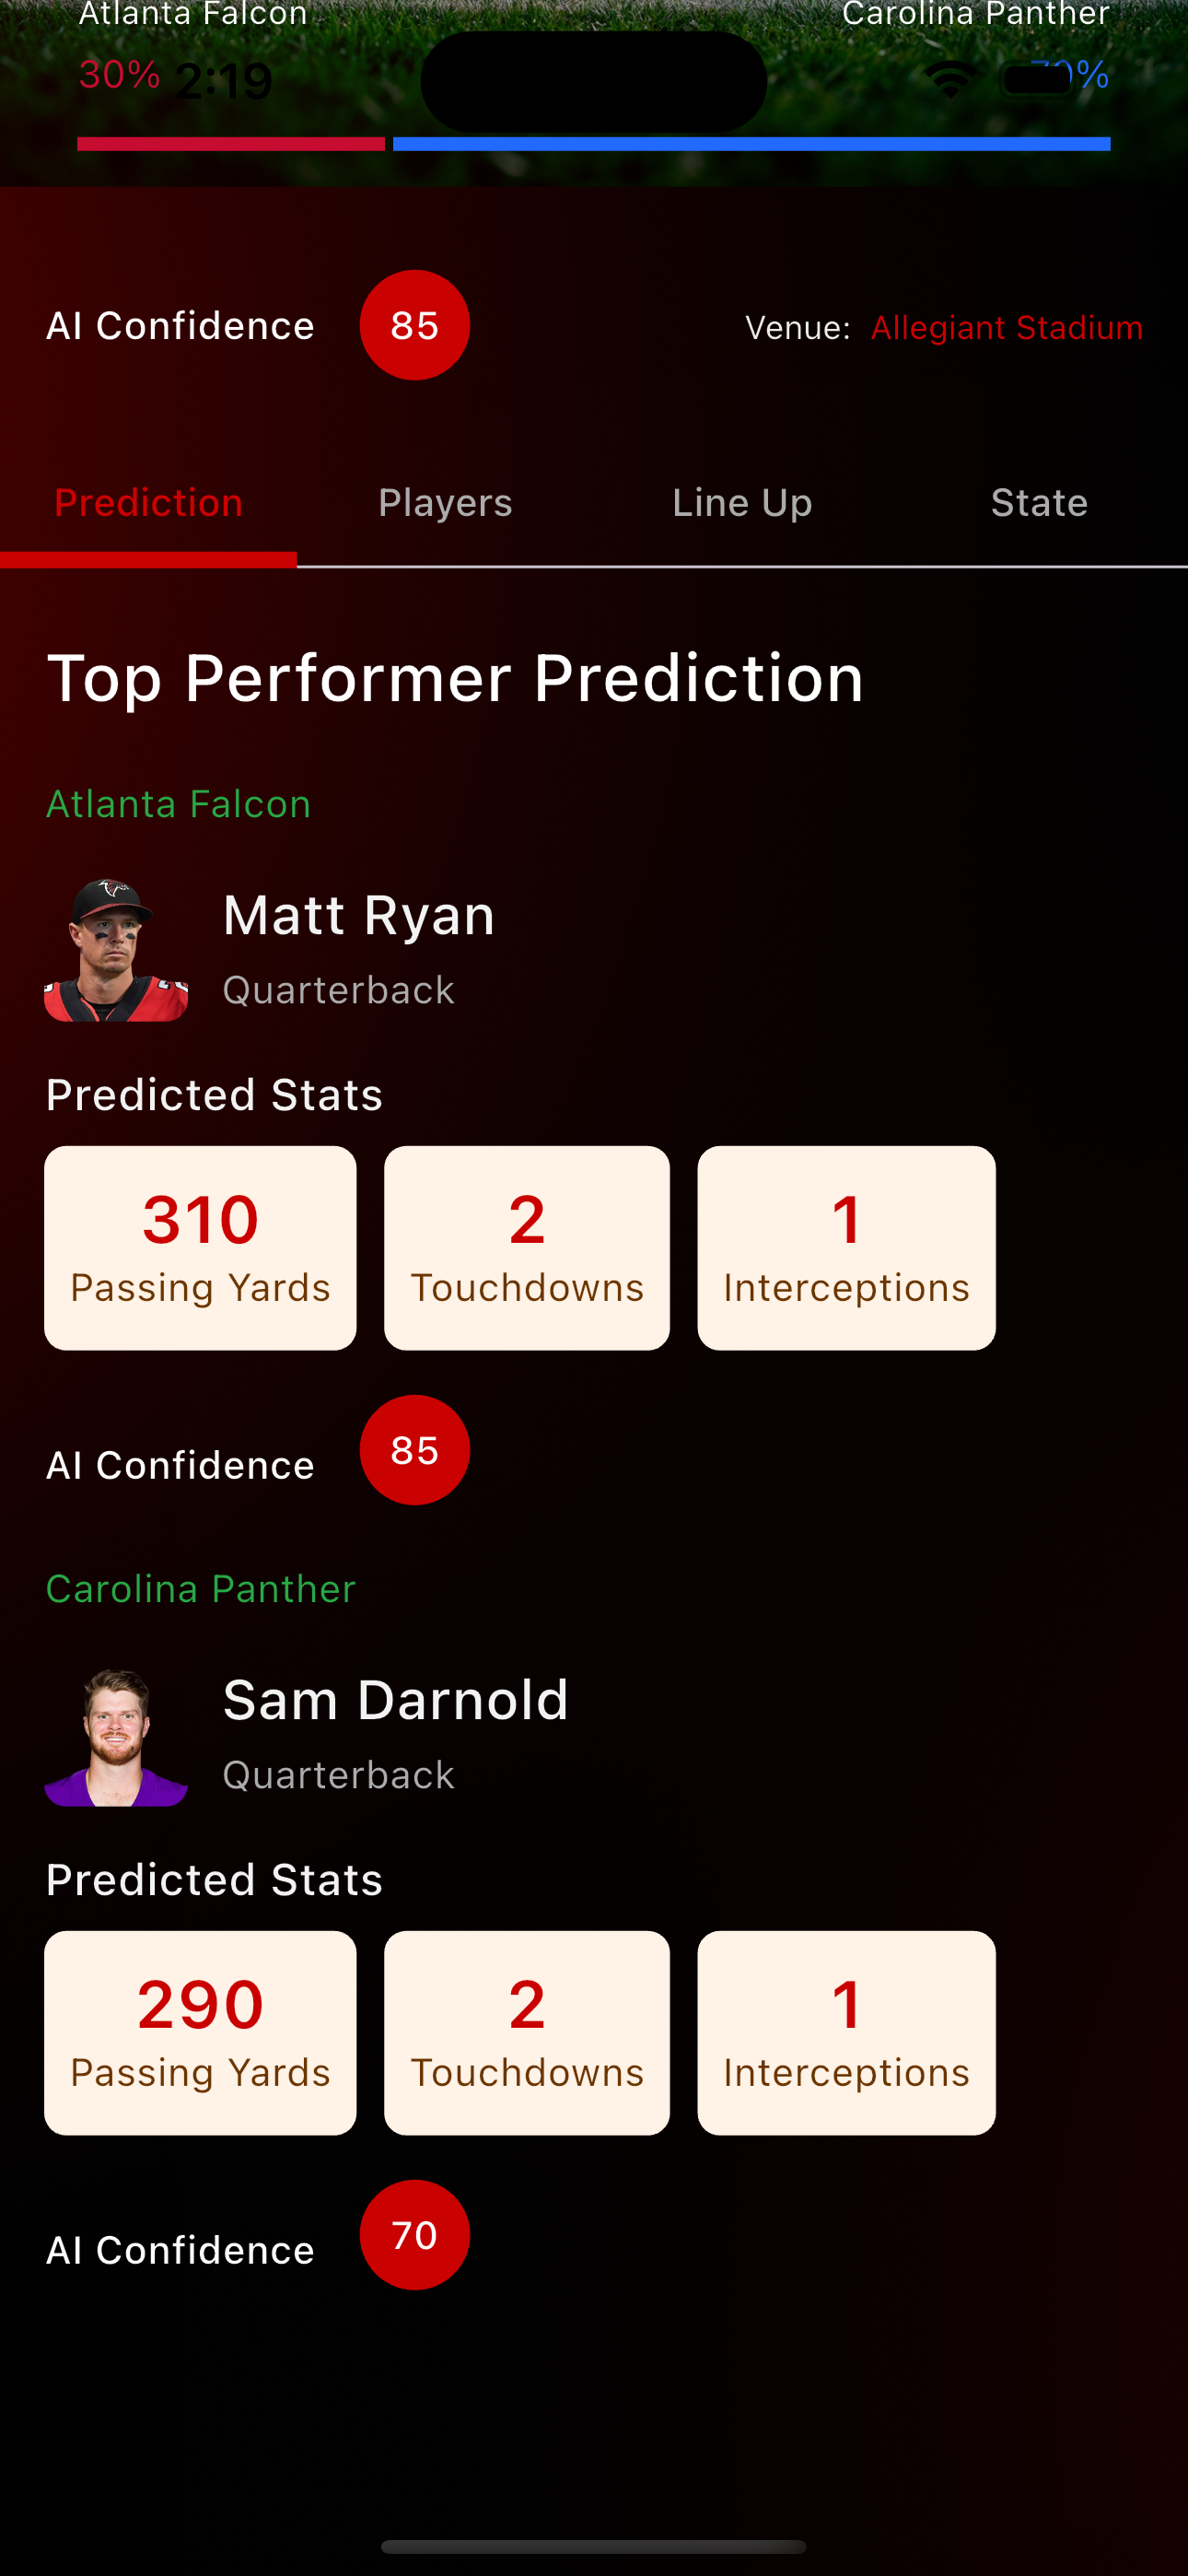 Atlanta Falcon Carolina Panther
30% 2:19 %
AI Confidence 85 Venue: Allegiant Stadium
Prediction Players Line Up State
Top Performer Prediction
Atlanta Falcon
Matt Ryan
Quarterback
Predicted Stats
310 2 1
Passing Yards Touchdowns Interceptions
AI Confidence 85
Carolina Panther
Sam Darnold
Quarterback
Predicted Stats
290 2 1
Passing Yards Touchdowns Interceptions
AI Confidence 70